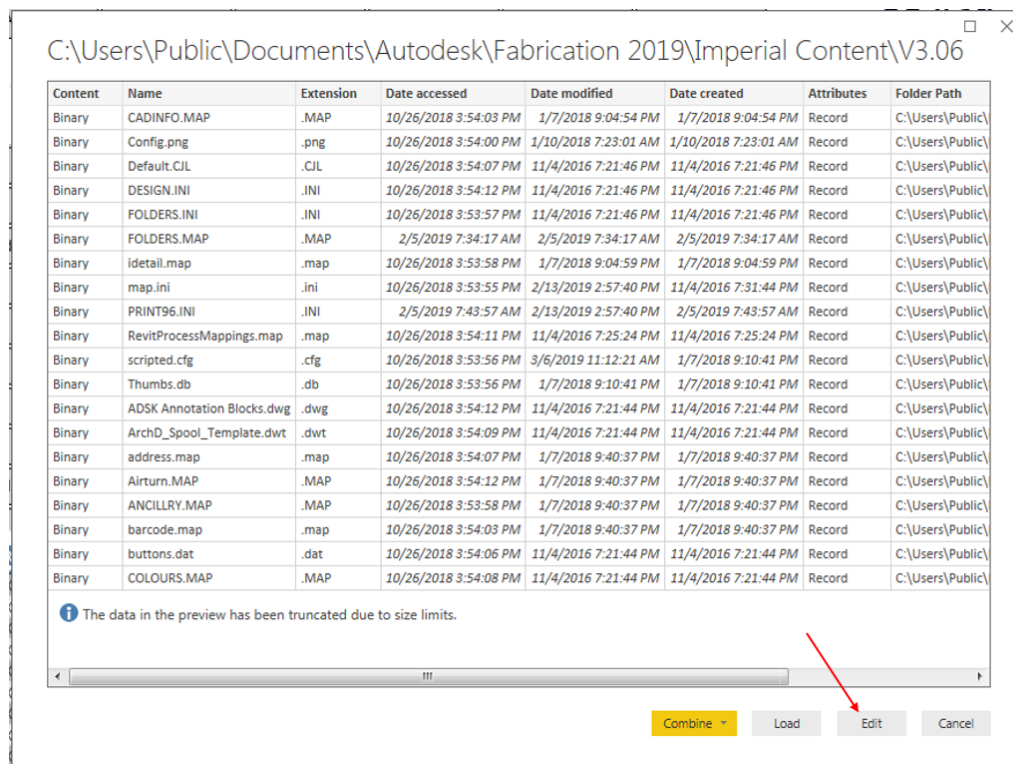 C:\Users\Public\Documents\Autodesk\Fabrication 2019\Imperial Content\V3.06
Content Name Extension Date accessed Date modified Date created Attributes Folder Path
Binary CADINFO.MAP .MAP 10/26/2018 3:54:03 PM 1/7/2018 9:04:54 PM 1/7/2018 9:04:54 PM Record C:\Users\Public\
Binary Config.png .png 10/26/2018 3:54:00 PM 1/10/2018 7:23:01 AM 1/10/2018 7:23:01 AM Record C:\Users\Public\
Binary Default.CJL .CJL 10/26/2018 3:54:07 PM 11/4/2016 7:21:46 PM 11/4/2016 7:21:46 PM Record C:\Users\Public\
Binary DESIGN.INI .INI 10/26/2018 3:54:12 PM 11/4/2016 7:21:46 PM 11/4/2016 7:21:46 PM Record C:\Users\Public\
Binary FOLDERS.INI .INI 10/26/2018 3:53:57 PM 11/4/2016 7:21:46 PM 11/4/2016 7:21:46 PM Record C:\Users\Public\
Binary FOLDERS.MAP .MAP 2/5/2019 7:34:17 AM 2/5/2019 7:34:17 AM 2/5/2019 7:34:17 AM Record C:\Users\Public\
Binary idetail.map .map 10/26/2018 3:53:58 PM 1/7/2018 9:04:59 PM 1/7/2018 9:04:59 PM Record C:\Users\Public\
Binary map.ini .ini 10/26/2018 3:53:55 PM 2/13/2019 2:57:40 PM 11/4/2016 7:31:44 PM Record C:\Users\Public\
Binary PRINT96.INI .INI 2/5/2019 7:43:57 AM 2/13/2019 2:57:40 PM 2/5/2019 7:43:57 AM Record C:\Users\Public\
Binary RevitProcessMappings.map .map 10/26/2018 3:54:11 PM 11/4/2016 7:25:24 PM 11/4/2016 7:25:24 PM Record C:\Users\Public\
Binary scripted.cfg .cfg 10/26/2018 3:53:56 PM 3/6/2019 11:12:21 AM 1/7/2018 9:10:41 PM Record C:\Users\Public\
Binary Thumbs.db .db 10/26/2018 3:53:56 PM 1/7/2018 9:10:41 PM 1/7/2018 9:10:41 PM Record C:\Users\Public\
Binary ADSK Annotation Blocks.dwg .dwg 10/26/2018 3:54:12 PM 11/4/2016 7:21:44 PM 11/4/2016 7:21:44 PM Record C:\Users\Public\
Binary ArchD_Spool_Template.dwt .dwt 10/26/2018 3:54:09 PM 11/4/2016 7:21:44 PM 11/4/2016 7:21:44 PM Record C:\Users\Public\
Binary address.map .map 10/26/2018 3:54:07 PM 1/7/2018 9:40:37 PM 1/7/2018 9:40:37 PM Record C:\Users\Public\
Binary Airturn.MAP .MAP 10/26/2018 3:54:12 PM 1/7/2018 9:40:37 PM 1/7/2018 9:40:37 PM Record C:\Users\Public\
Binary ANCILLRY.MAP .MAP 10/26/2018 3:53:58 PM 1/7/2018 9:40:37 PM 1/7/2018 9:40:37 PM Record C:\Users\Public\
Binary barcode.map .map 10/26/2018 3:54:03 PM 1/7/2018 9:40:37 PM 1/7/2018 9:40:37 PM Record C:\Users\Public\
Binary buttons.dat .dat 10/26/2018 3:54:06 PM 11/4/2016 7:21:44 PM 11/4/2016 7:21:44 PM Record C:\Users\Public\
Binary COLOURS.MAP .MAP 10/26/2018 3:54:08 PM 11/4/2016 7:21:44 PM 11/4/2016 7:21:44 PM Record C:\Users\Public\
The data in the preview has been truncated due to size limits.
Combine Load Edit Cancel